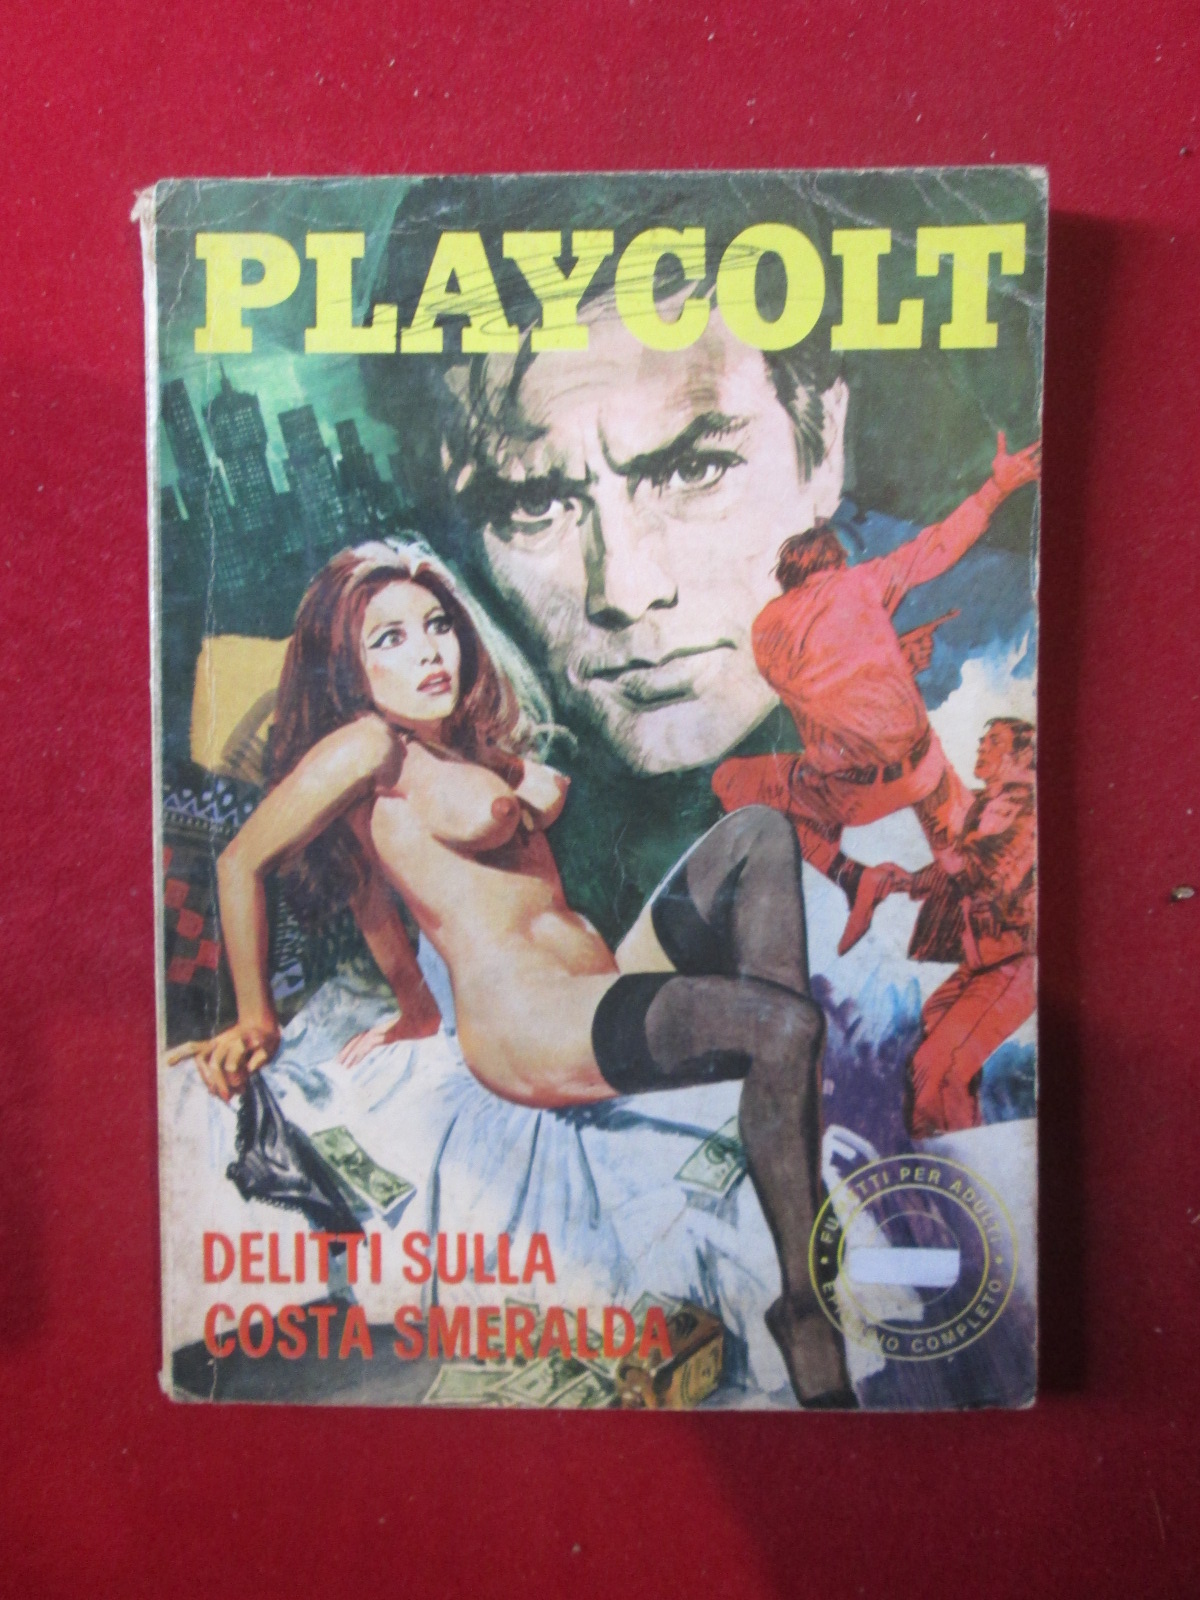 PLAYCOLT
DELITTI SULLA
COSTA SMERALDA
PER ADULTI
COMPLETO